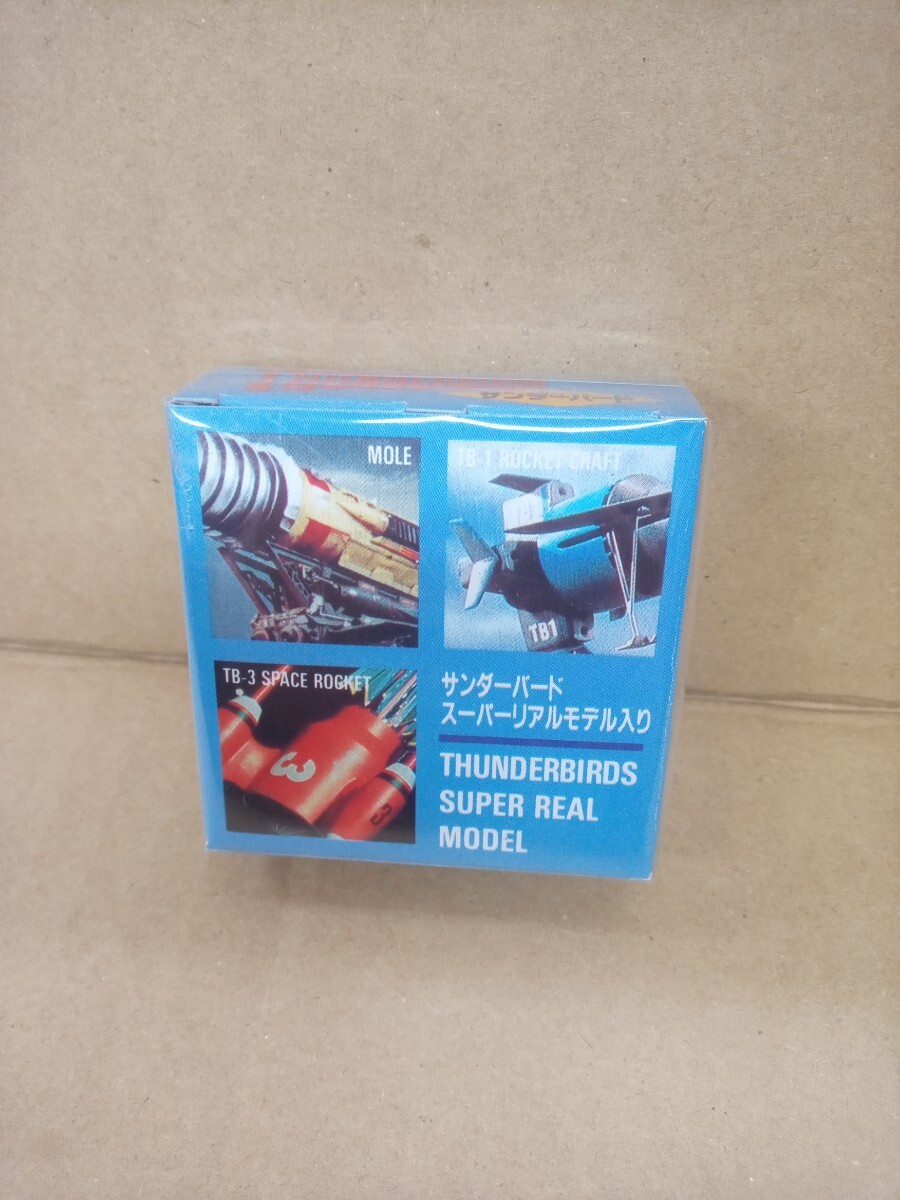 サンダーバード
MOLE
TB-1 ROCKET CRAFT
TB1
TB-3 SPACE ROCKET
3
3
サンダーバード
スーパーリアルモデル入り
THUNDERBIRDS
SUPER REAL
MODEL